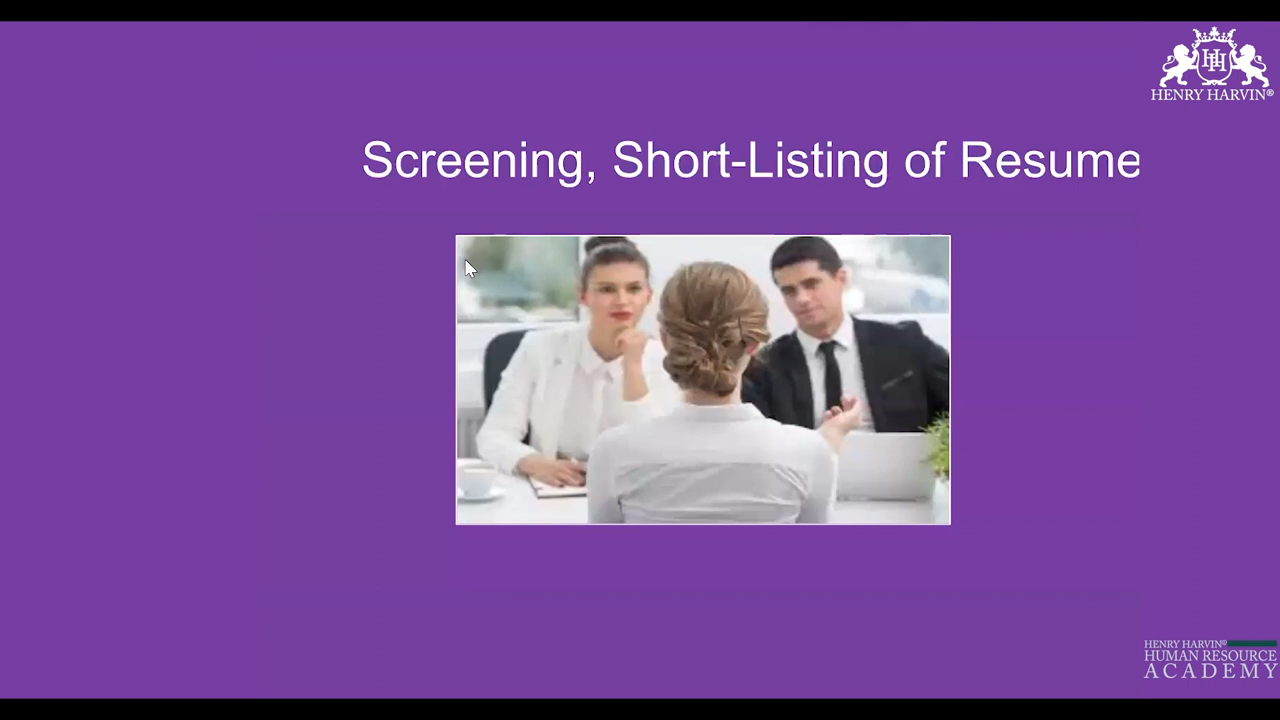 HENRY HARVIN®
Screening, Short-Listing of Resume
HENRY HARVIN®
HUMAN RESOURCE
ACADEMY